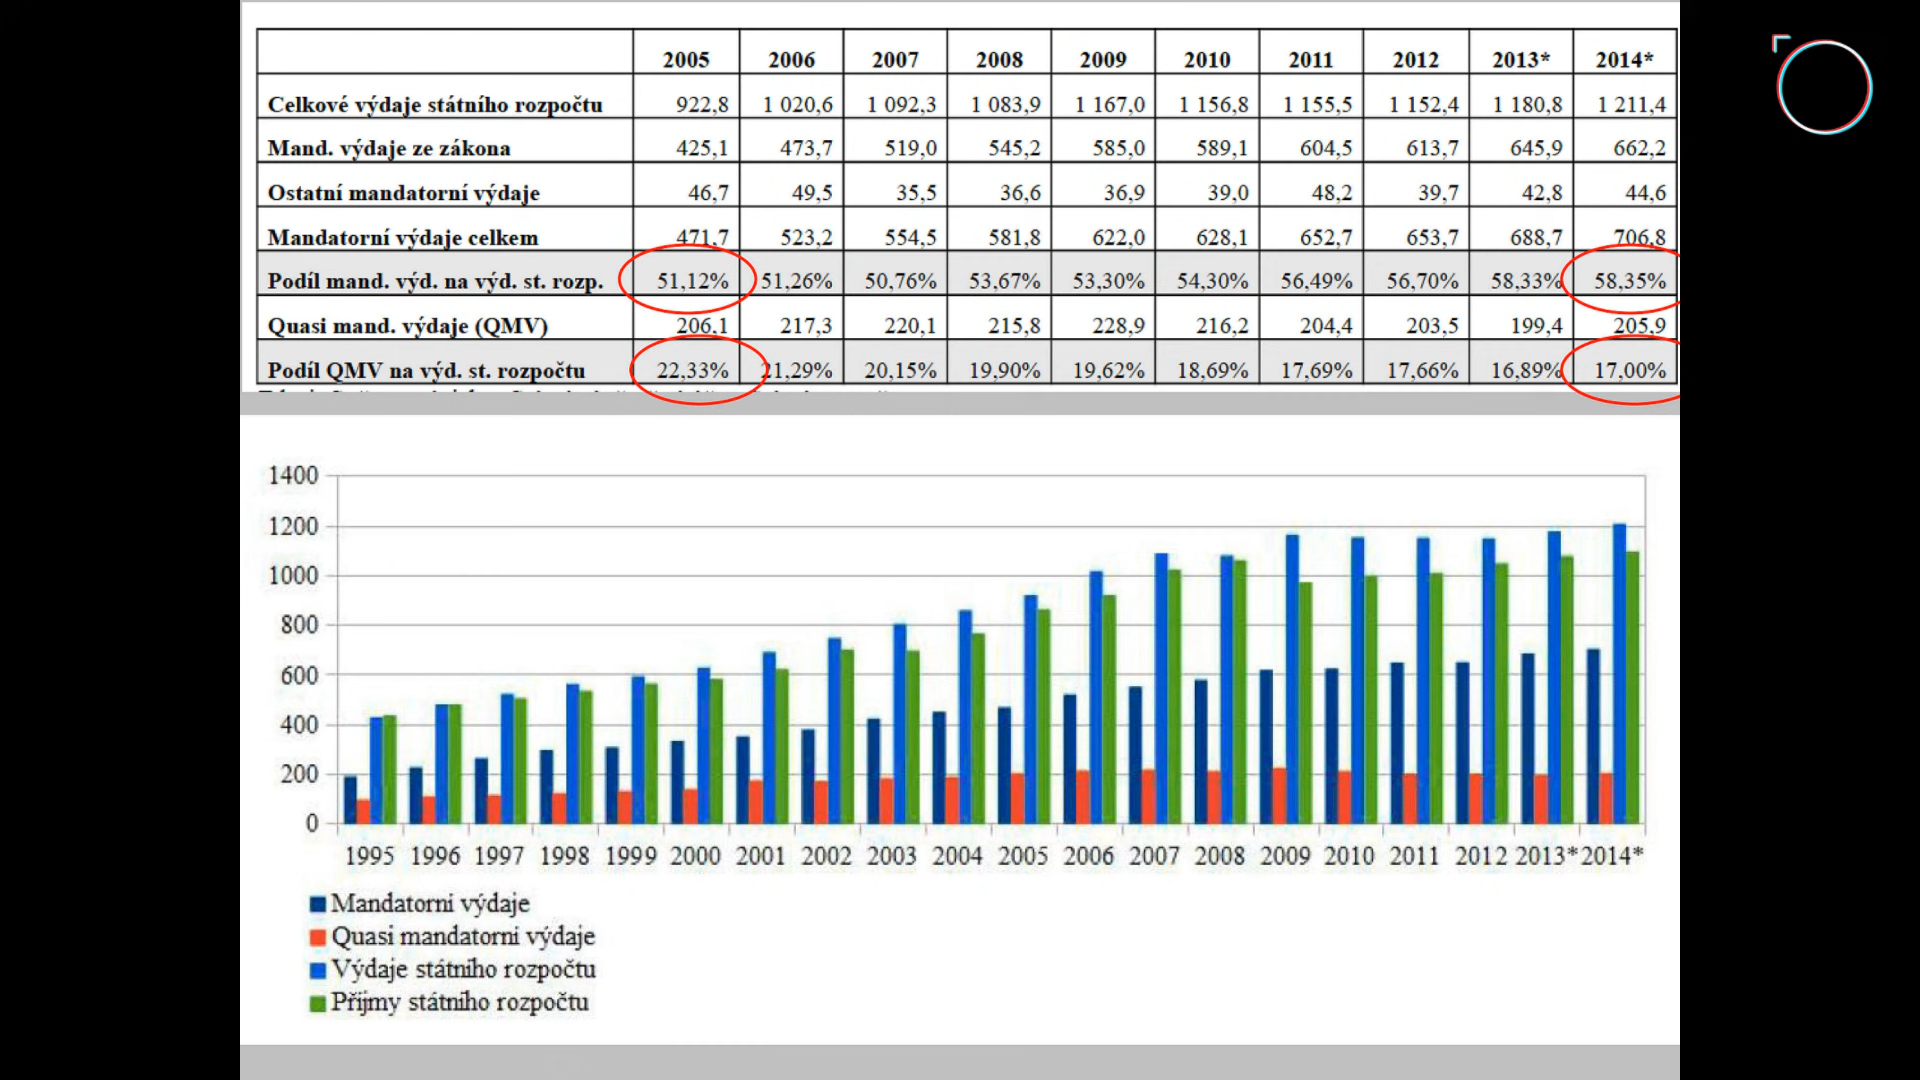 2005 2006 2007 2008 2009 2010 2011 2012 2013* 2014*
Celkové výdaje státního rozpočtu 922,8 1 020,6 1 092,3 1 083,9 1 167,0 1 156,8 1 155,5 1 152,4 1 180,8 1 211,4
Mand. výdaje ze zákona 425,1 473,7 519,0 545,2 585,0 589,1 604,5 613,7 645,9 662,2
Ostatní mandatorní výdaje 46,7 49,5 35,5 36,6 36,9 39,0 48,2 39,7 42,8 44,6
Mandatorní výdaje celkem 471,7 523,2 554,5 581,8 622,0 628,1 652,7 653,7 688,7 706,8
Podíl mand. výd. na výd. st. rozp. 51,12% 51,26% 50,76% 53,67% 53,30% 54,30% 56,49% 56,70% 58,33% 58,35%
Quasi mand. výdaje (QMV) 206,1 217,3 220,1 215,8 228,9 216,2 204,4 203,5 199,4 205,9
Podíl QMV na výd. st. rozpočtu 22,33% 21,29% 20,15% 19,90% 19,62% 18,69% 17,69% 17,66% 16,89% 17,00%
1400
1200
1000
800
600
400
200
0
1995 1996 1997 1998 1999 2000 2001 2002 2003 2004 2005 2006 2007 2008 2009 2010 2011 2012 2013* 2014*
Mandatorni výdaje
Quasi mandatorni výdaje
Výdaje státního rozpočtu
Příjmy státního rozpočtu